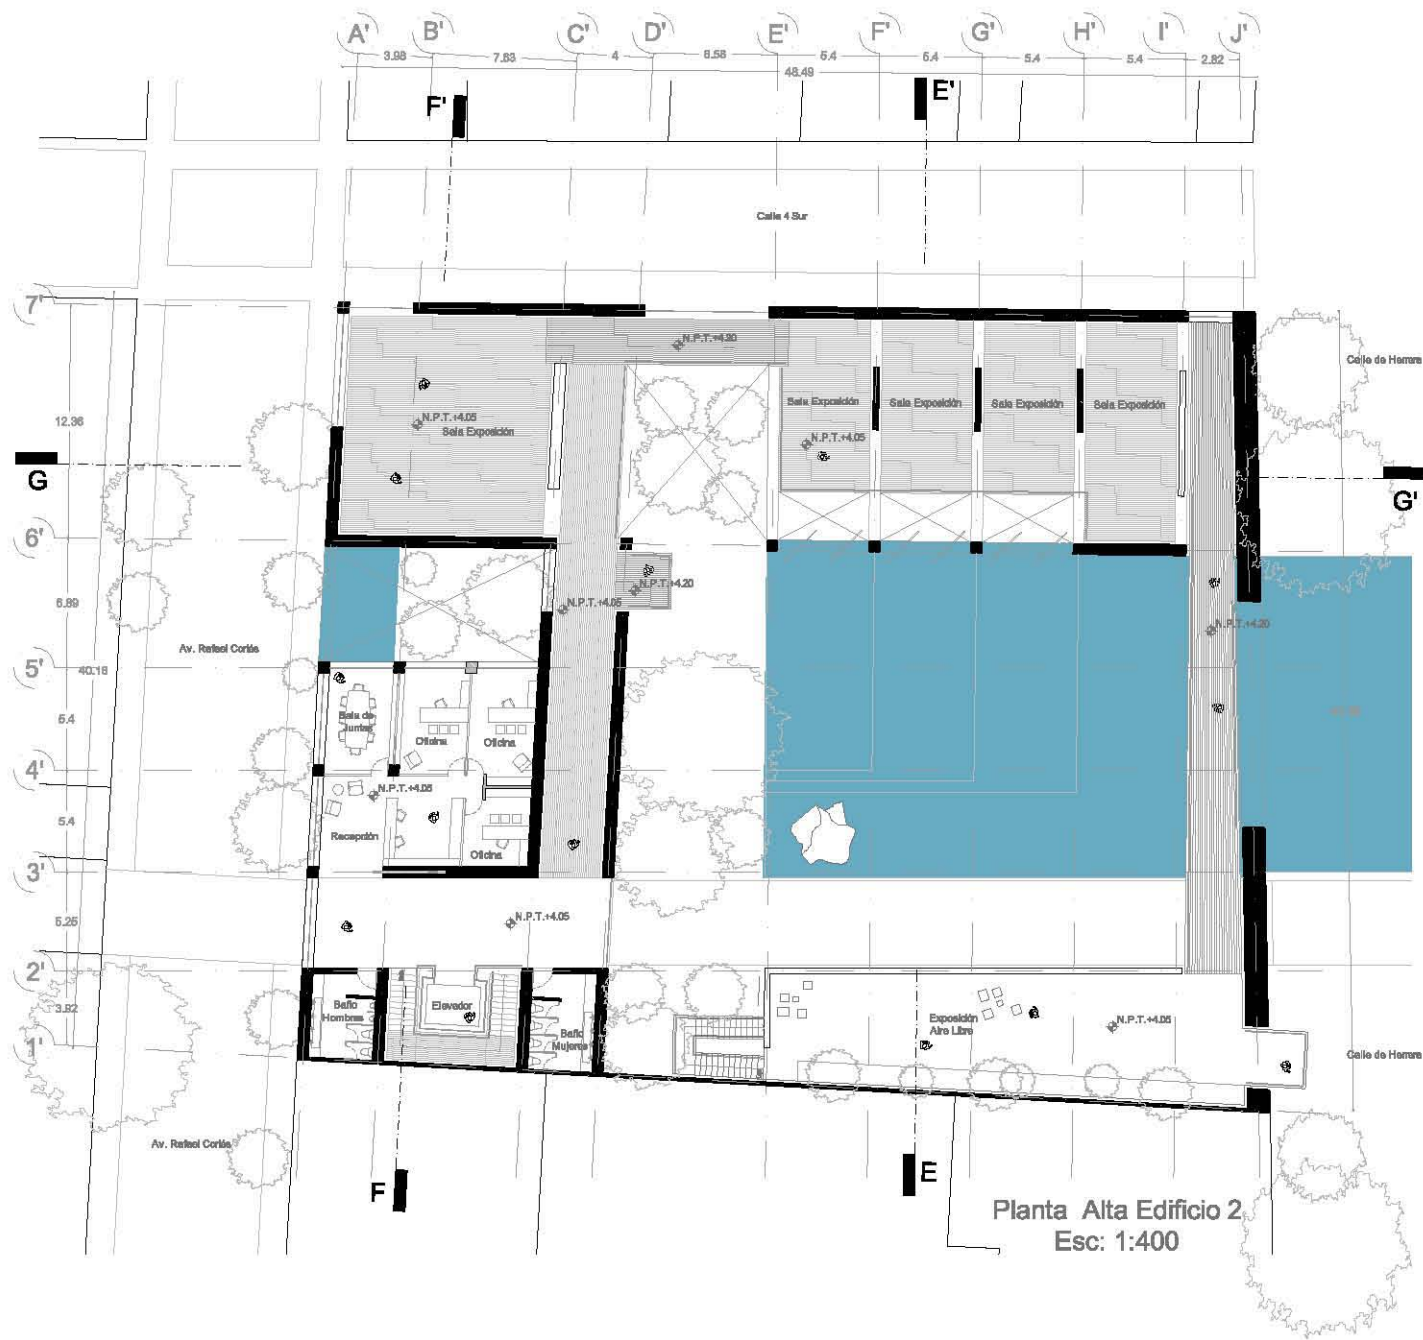 A' B' C' D' E' F' G' H' I' J'
3.98 7.83 4 6.58 5.4 5.4 5.4 5.4 2.82
48.49
F' E'
Calle 4 Sur
7'
N.P.T.+4.20
Calle de Herrera
Sala Exposición Sala Exposición Sala Exposición Sala Exposición
12.36
N.P.T.+4.05
Sala Exposición
N.P.T.+4.05
G
G'
6'
N.P.T.+4.20
6.89
N.P.T.+4.05
N.P.T.+4.20
Av. Rafael Cortés
5'
40.16
5.4
Sala de
Juntas
Oficina
Oficina
4'
N.P.T.+4.05
5.4
Recepción
Oficina
3'
5.25
N.P.T.+4.05
2'
3.92
Baño
Hombres
Elevador
Baño
Mujeres
Exposición
Aire Libre
N.P.T.+4.05
1'
Calle de Herrera
Av. Rafael Cortés
F
E
Planta Alta Edificio 2
Esc: 1:400